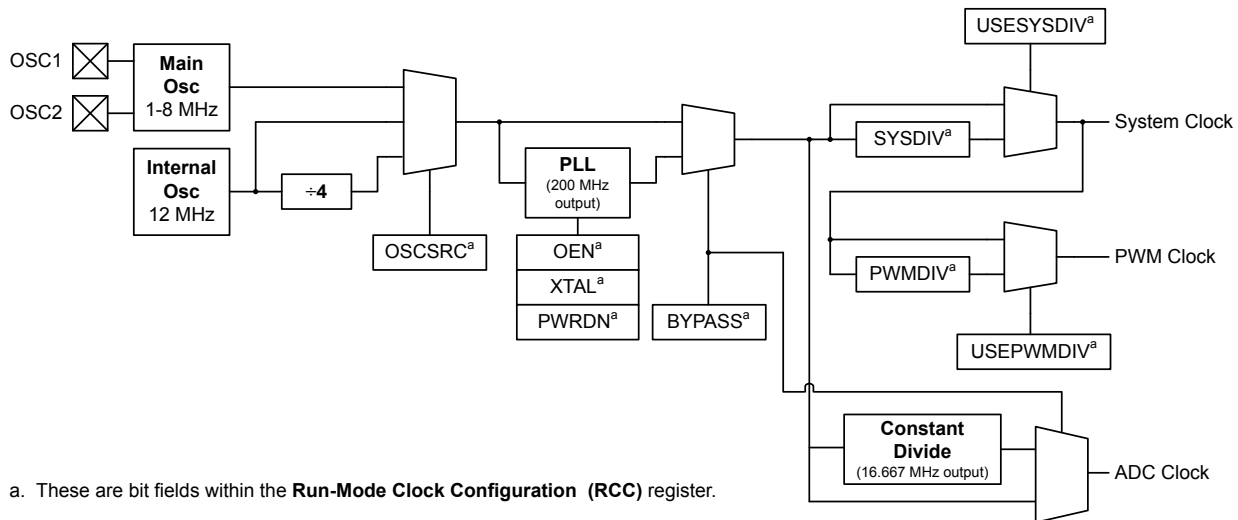 USESYSDIVᵃ
OSC1
OSC2
Main
Osc
1-8 MHz
Internal
Osc
12 MHz
÷4
OSCSRCᵃ
PLL
(200 MHz
output)
OENᵃ
XTALᵃ
PWRDNᵃ
BYPASSᵃ
SYSDIVᵃ
System Clock
PWMDIVᵃ
PWM Clock
USEPWMDIVᵃ
Constant
Divide
(16.667 MHz output)
ADC Clock
a. These are bit fields within the Run-Mode Clock Configuration (RCC) register.